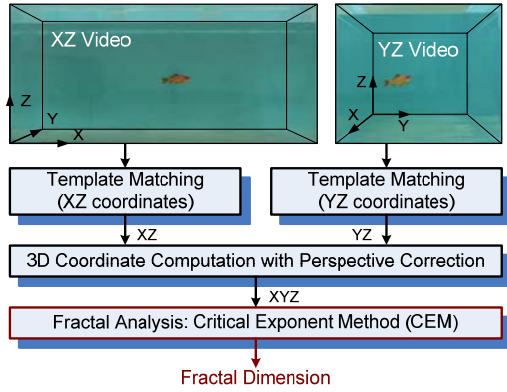 XZ Video
Z
Y
X
YZ Video
Z
X
Y
Template Matching
(XZ coordinates)
Template Matching
(YZ coordinates)
XZ
YZ
3D Coordinate Computation with Perspective Correction
XYZ
Fractal Analysis: Critical Exponent Method (CEM)
Fractal Dimension